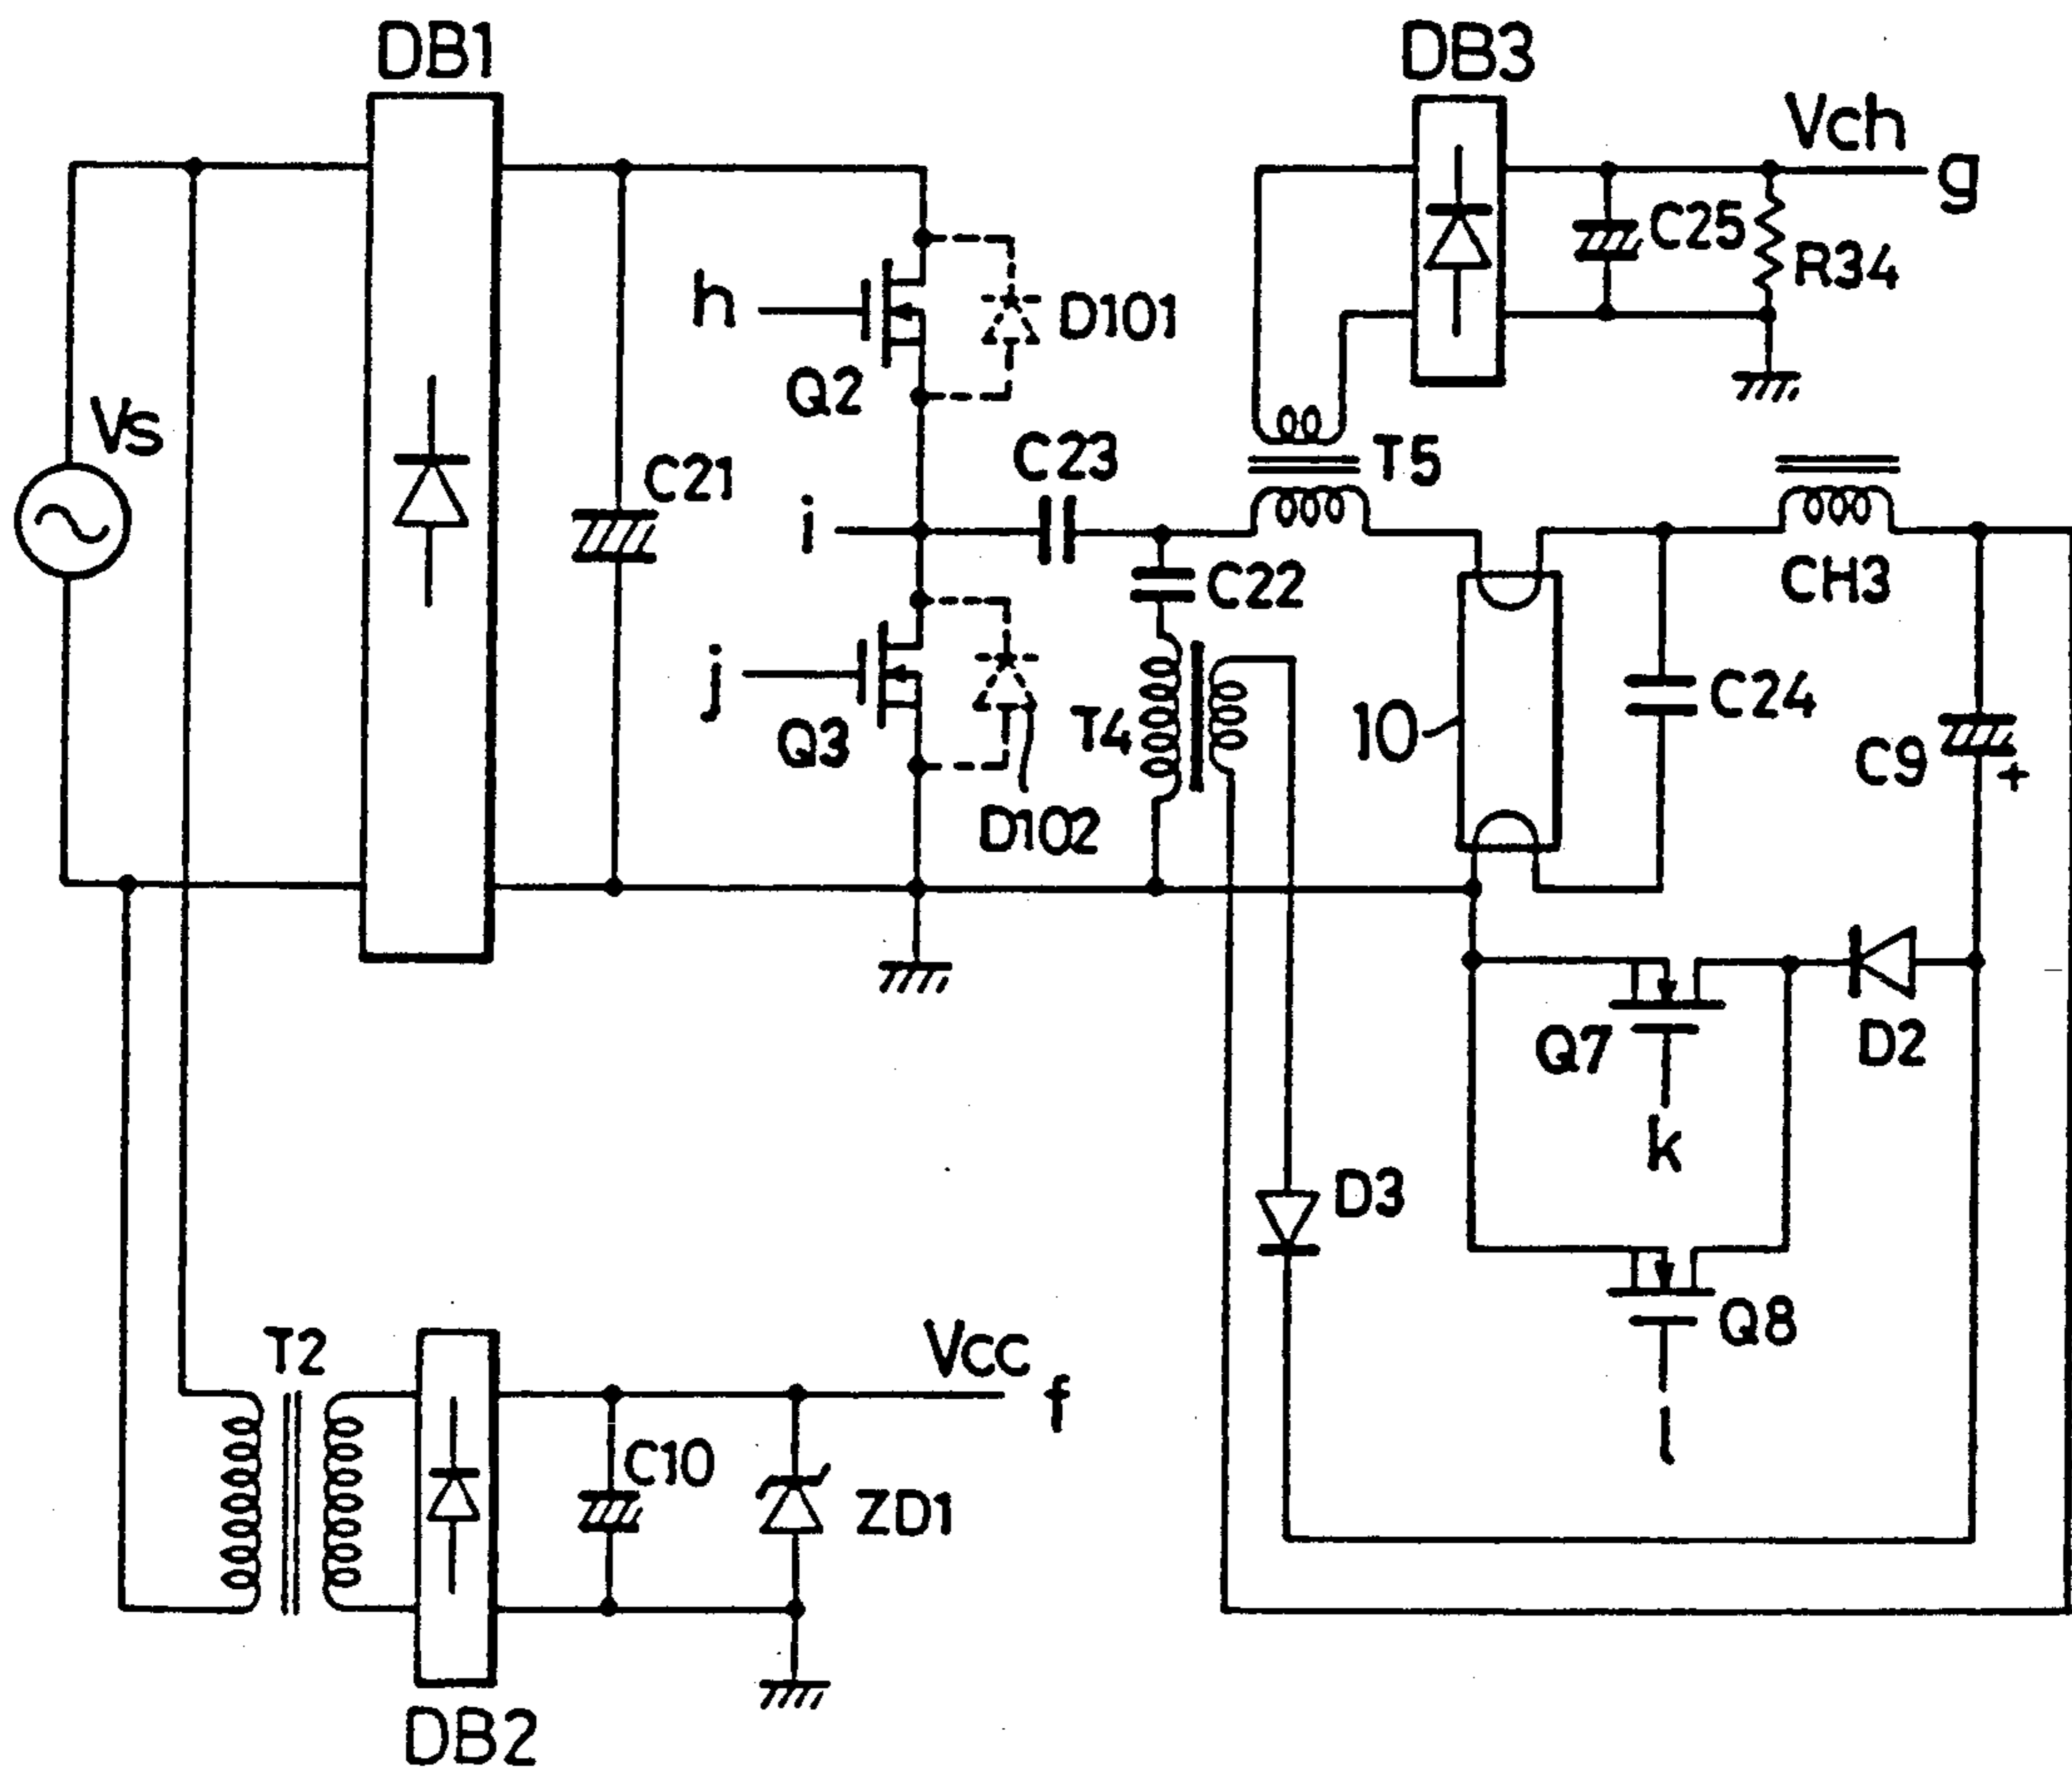 DB1
DB3
Vch
g
C25
R34
h
D101
Q2
Vs
C21
C23
T5
i
C22
CH3
j
Q3
T4
10
C24
C9
+
D102
Q7
D2
k
D3
T2
Vcc
f
Q8
l
C10
ZD1
DB2